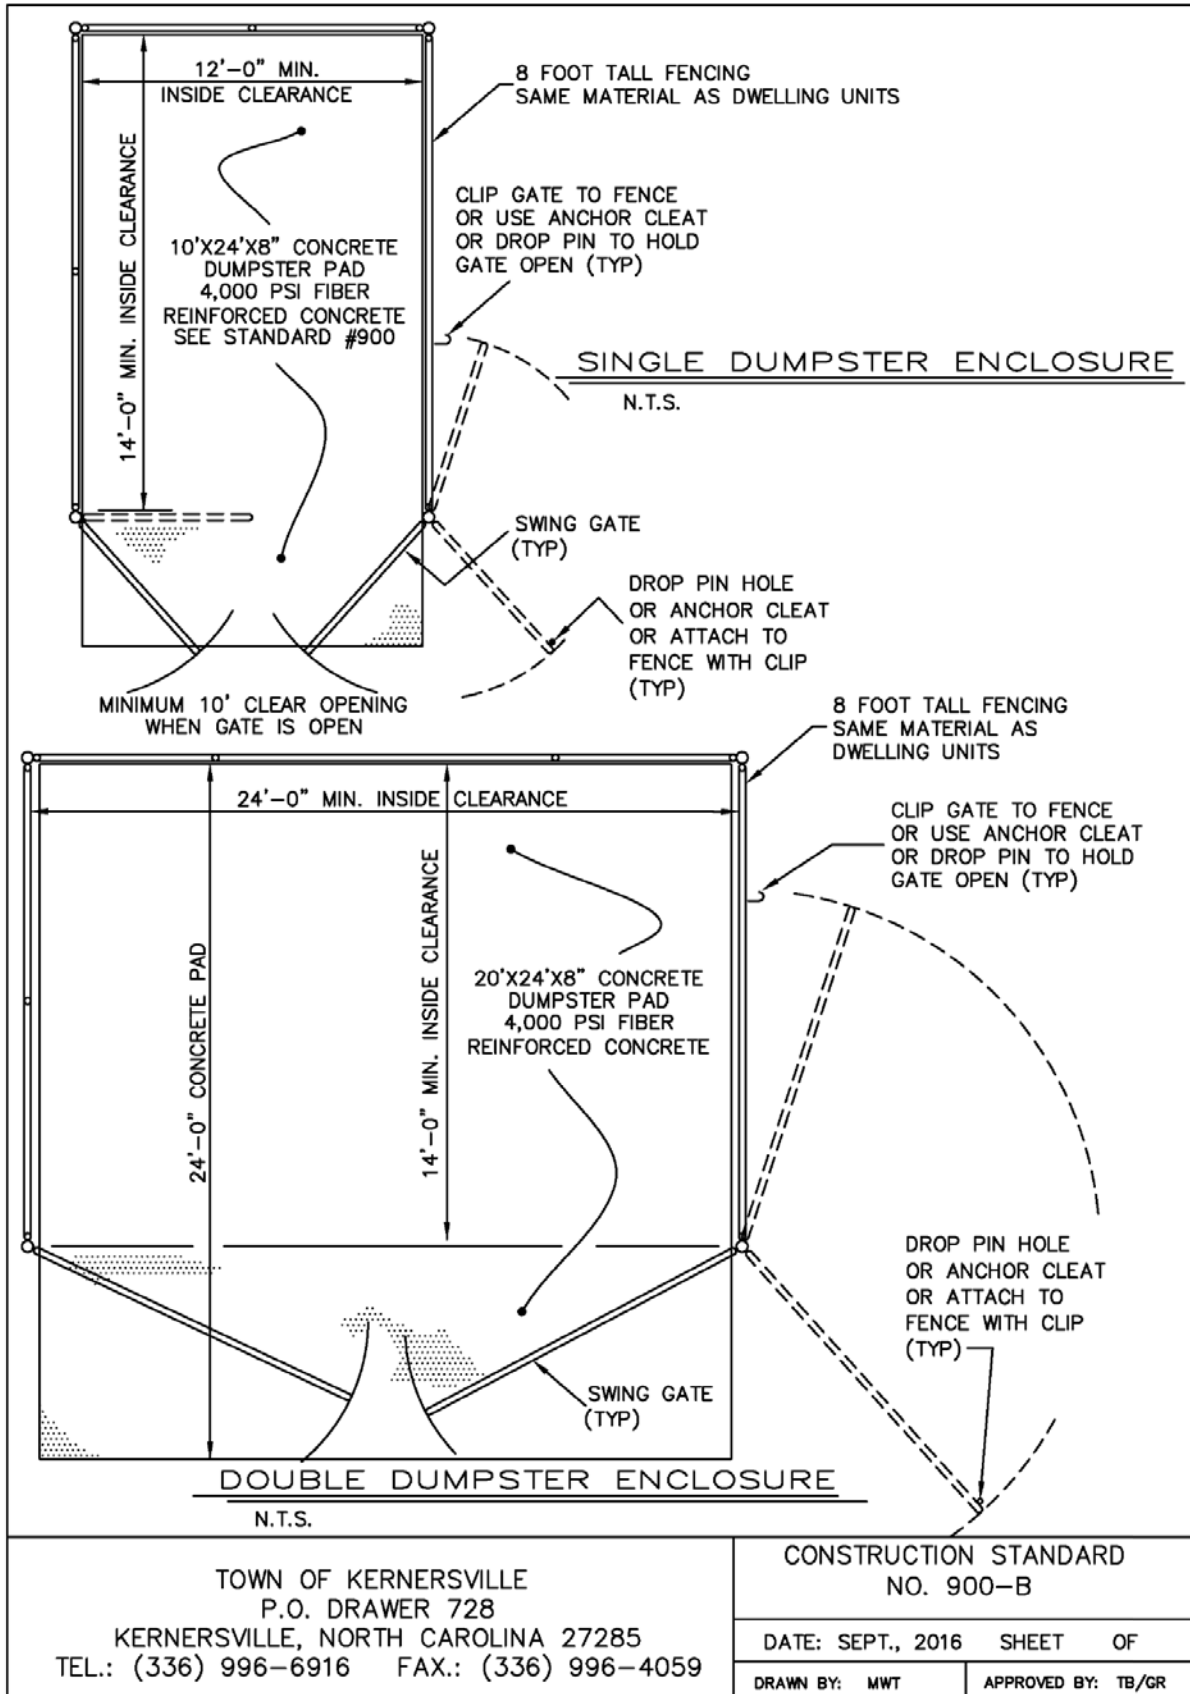 12'-0" MIN.
INSIDE CLEARANCE
8 FOOT TALL FENCING
SAME MATERIAL AS DWELLING UNITS
14'-0" MIN. INSIDE CLEARANCE
CLIP GATE TO FENCE
OR USE ANCHOR CLEAT
OR DROP PIN TO HOLD
GATE OPEN (TYP)
10'X24'X8" CONCRETE
DUMPSTER PAD
4,000 PSI FIBER
REINFORCED CONCRETE
SEE STANDARD #900
SINGLE DUMPSTER ENCLOSURE
N.T.S.
SWING GATE
(TYP)
DROP PIN HOLE
OR ANCHOR CLEAT
OR ATTACH TO
FENCE WITH CLIP
(TYP)
MINIMUM 10' CLEAR OPENING
WHEN GATE IS OPEN
8 FOOT TALL FENCING
SAME MATERIAL AS
DWELLING UNITS
24'-0" MIN. INSIDE CLEARANCE
CLIP GATE TO FENCE
OR USE ANCHOR CLEAT
OR DROP PIN TO HOLD
GATE OPEN (TYP)
24'-0" CONCRETE PAD
14'-0" MIN. INSIDE CLEARANCE
20'X24'X8" CONCRETE
DUMPSTER PAD
4,000 PSI FIBER
REINFORCED CONCRETE
DROP PIN HOLE
OR ANCHOR CLEAT
OR ATTACH TO
FENCE WITH CLIP
(TYP)
SWING GATE
(TYP)
DOUBLE DUMPSTER ENCLOSURE
N.T.S.
TOWN OF KERNERSVILLE
P.O. DRAWER 728
KERNERSVILLE, NORTH CAROLINA 27285
TEL.: (336) 996-6916 FAX.: (336) 996-4059
CONSTRUCTION STANDARD
NO. 900-B
DATE: SEPT., 2016 SHEET OF
DRAWN BY: MWT APPROVED BY: TB/GR